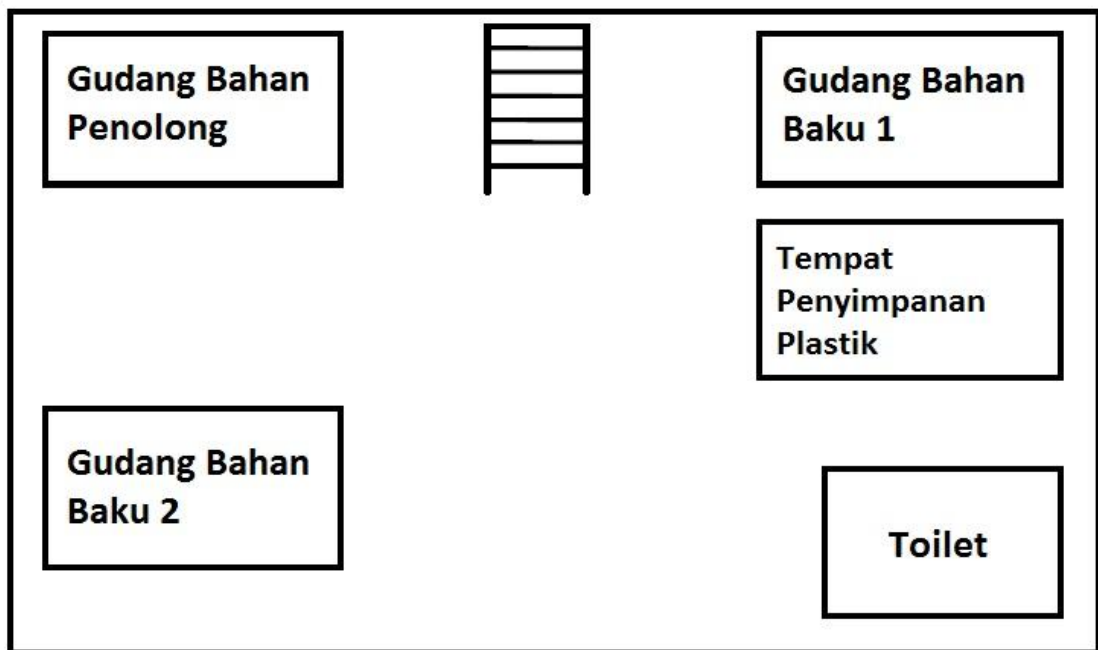 Gudang Bahan
Penolong
Gudang Bahan
Baku 1
Tempat
Penyimpanan
Plastik
Gudang Bahan
Baku 2
Toilet